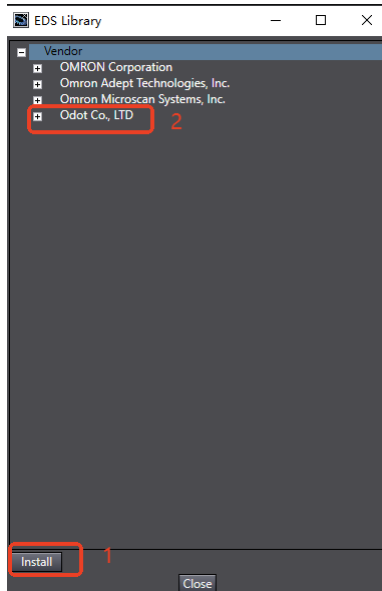 EDS Library
Vendor
OMRON Corporation
Omron Adept Technologies, Inc.
Omron Microscan Systems, Inc.
Odot Co., LTD
2
Install
1
Close